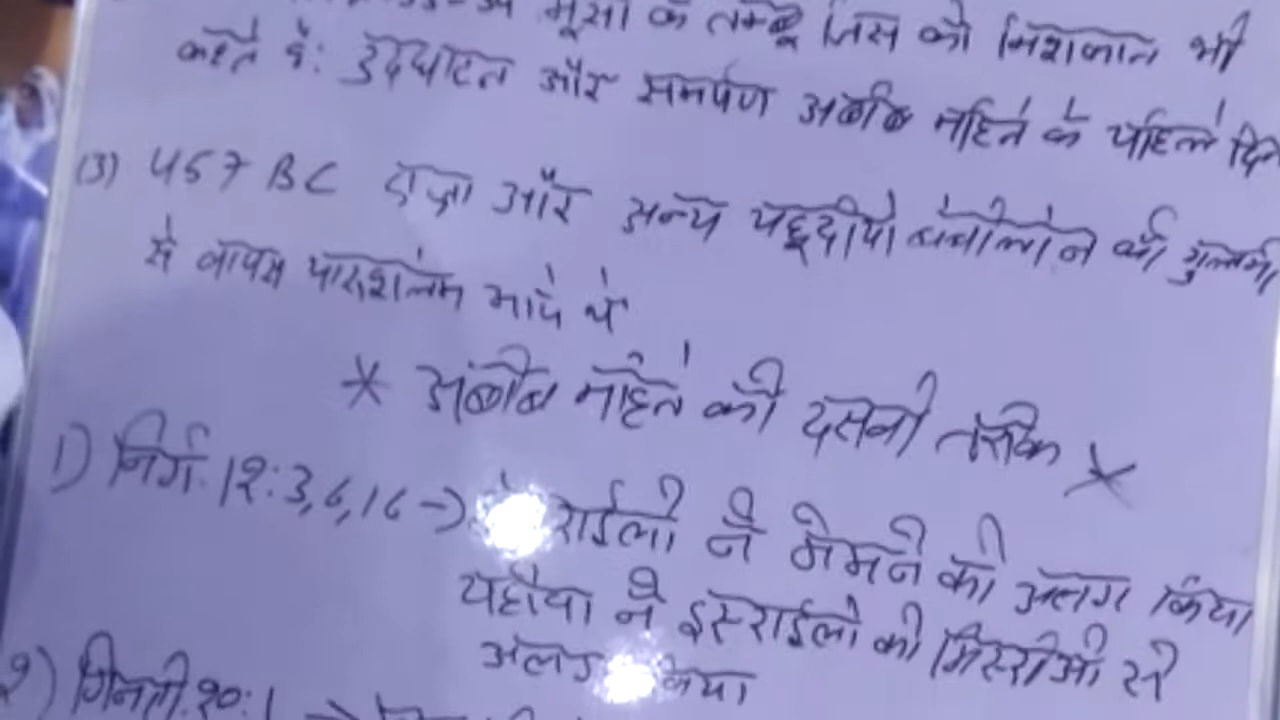 मूसा के तम्बू जिस को मिशकान भी
कहते है: उदघाटन और समर्पण अबीब महिने के पहिले दिन
(3) 457 BC एज्रा और अन्य यहूदीयो बेबीलोन की गुलामी
से वापस यारुशलेम आये थे
* अबीब महिने की दसवी तारीक *
1) निर्ग. 12:3,6,16 → राईलो ने मेमने को अलग किया
यहोवा ने इस्राईलो को मिस्रीओ से
अलग किया
2) गिनती. 20:1 →